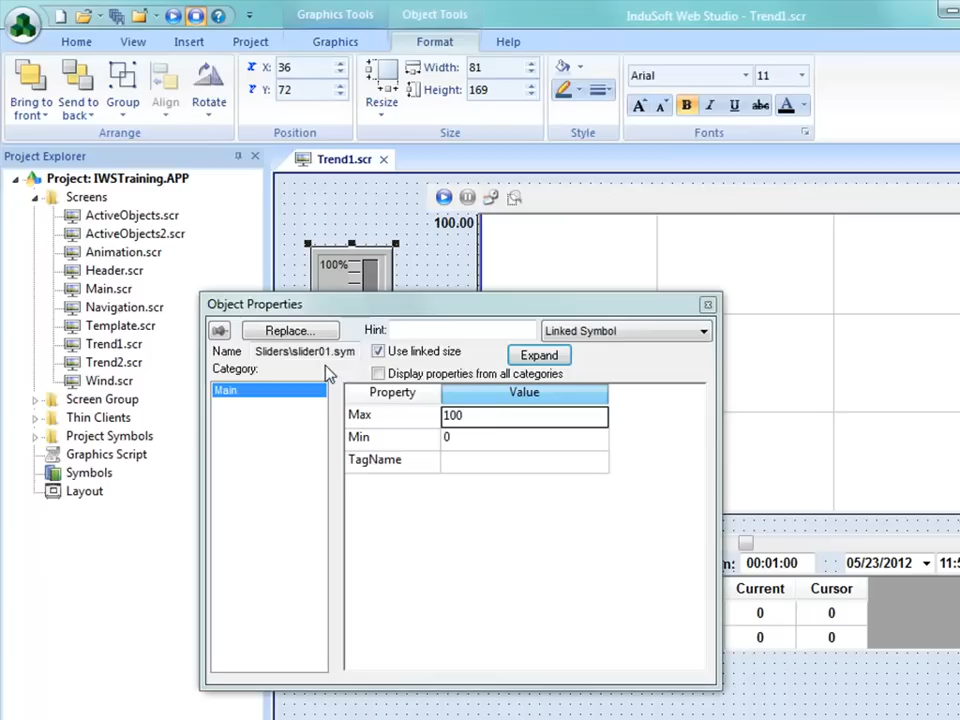 Graphics Tools
Object Tools
InduSoft Web Studio - Trend1.scr
Home
View
Insert
Project
Graphics
Format
Help
Bring to front
Send to back
Group
Align
Rotate
Arrange
X: 36
Y: 72
Position
Resize
Width: 81
Height: 169
Size
Style
Arial
11
A A B I U abc A
Fonts
Project Explorer
Project: IWSTraining.APP
Screens
ActiveObjects.scr
ActiveObjects2.scr
Animation.scr
Header.scr
Main.scr
Navigation.scr
Template.scr
Trend1.scr
Trend2.scr
Wind.scr
Screen Group
Thin Clients
Project Symbols
Graphics Script
Symbols
Layout
Trend1.scr
100.00
100%
Object Properties
Replace...
Hint:
Linked Symbol
Name Sliders\slider01.sym
Use linked size
Expand
Category:
Display properties from all categories
Main
Property Value
Max 100
Min 0
TagName
n: 00:01:00 05/23/2012 11:5
Current Cursor
0 0
0 0